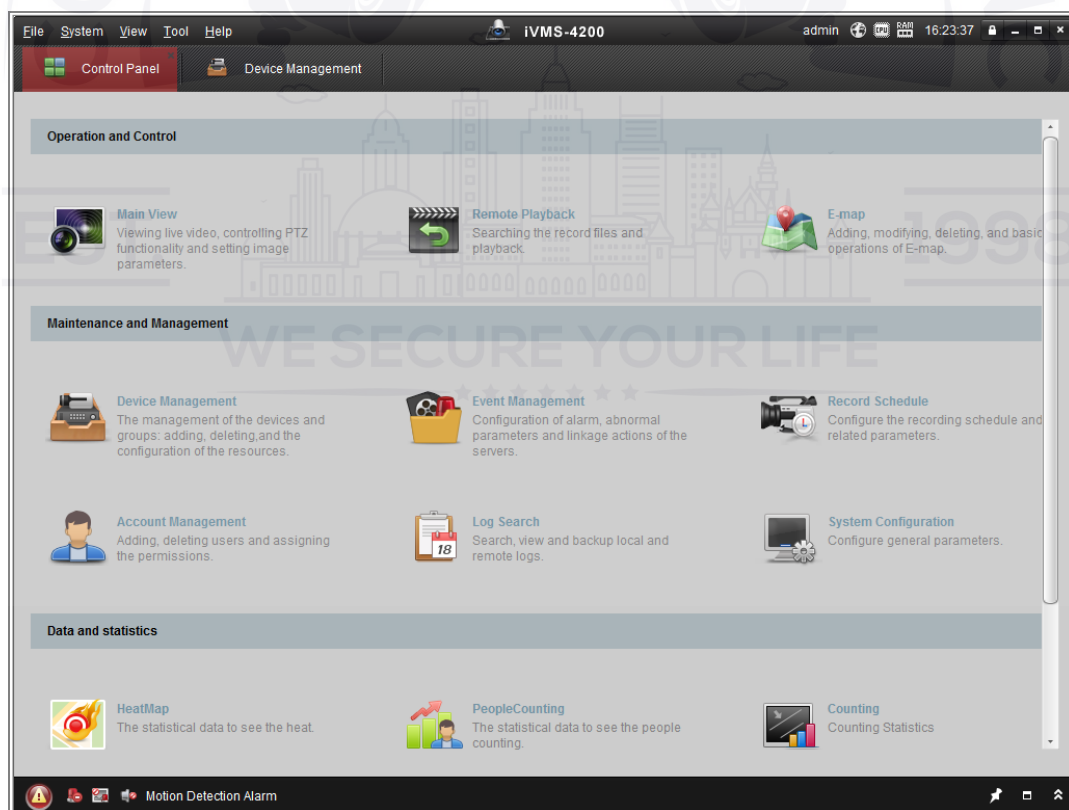 File System View Tool Help
iVMS-4200
admin CPU RAM 16:23:37
Control Panel
Device Management
Operation and Control
Main View
Viewing live video, controlling PTZ
functionality and setting image
parameters.
Remote Playback
Searching the record files and
playback.
E-map
Adding, modifying, deleting, and basic
operations of E-map.
1998
Maintenance and Management
WE SECURE YOUR LIFE
Device Management
The management of the devices and
groups: adding, deleting,and the
configuration of the resources.
Event Management
Configuration of alarm, abnormal
parameters and linkage actions of the
servers.
Record Schedule
Configure the recording schedule and
related parameters.
Account Management
Adding, deleting users and assigning
the permissions.
18
Log Search
Search, view and backup local and
remote logs.
System Configuration
Configure general parameters.
Data and statistics
HeatMap
The statistical data to see the heat.
PeopleCounting
The statistical data to see the people
counting.
Counting
Counting Statistics
Motion Detection Alarm